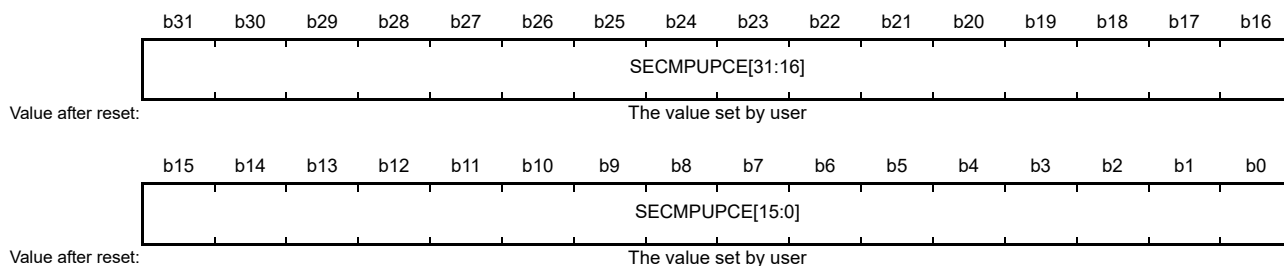 b31 b30 b29 b28 b27 b26 b25 b24 b23 b22 b21 b20 b19 b18 b17 b16
SECMPUPCE[31:16]
Value after reset: The value set by user
b15 b14 b13 b12 b11 b10 b9 b8 b7 b6 b5 b4 b3 b2 b1 b0
SECMPUPCE[15:0]
Value after reset: The value set by user